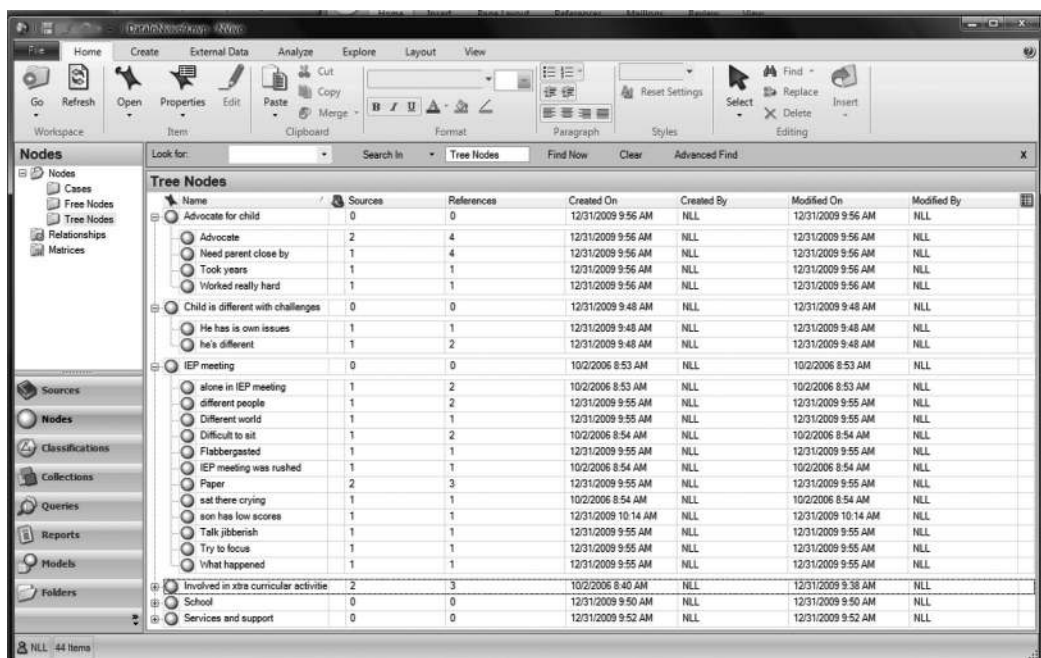 DataInNvivo9.nvp - NVivo
File Home Create External Data Analyze Explore Layout View
Go Refresh Open Properties Edit Paste Cut Copy Merge B I U A Reset Settings Select Find Replace Delete Insert
Workspace Item Clipboard Format Paragraph Styles Editing
Nodes Look for: Search In Tree Nodes Find Now Clear Advanced Find X
Nodes
Cases
Free Nodes
Tree Nodes
Relationships
Matrices
Sources
Nodes
Classifications
Collections
Queries
Reports
Models
Folders
Tree Nodes
Name / Sources References Created On Created By Modified On Modified By
Advocate for child 0 0 12/31/2009 9:56 AM NLL 12/31/2009 9:56 AM NLL
Advocate 2 4 12/31/2009 9:56 AM NLL 12/31/2009 9:56 AM NLL
Need parent close by 1 4 12/31/2009 9:56 AM NLL 12/31/2009 9:56 AM NLL
Took years 1 1 12/31/2009 9:56 AM NLL 12/31/2009 9:56 AM NLL
Worked really hard 1 1 12/31/2009 9:56 AM NLL 12/31/2009 9:56 AM NLL
Child is different with challenges 0 0 12/31/2009 9:48 AM NLL 12/31/2009 9:48 AM NLL
He has is own issues 1 1 12/31/2009 9:48 AM NLL 12/31/2009 9:48 AM NLL
he's different 1 2 12/31/2009 9:48 AM NLL 12/31/2009 9:48 AM NLL
IEP meeting 0 0 10/2/2006 8:53 AM NLL 10/2/2006 8:53 AM NLL
alone in IEP meeting 1 2 10/2/2006 8:53 AM NLL 10/2/2006 8:53 AM NLL
different people 1 2 12/31/2009 9:55 AM NLL 12/31/2009 9:55 AM NLL
Different world 1 1 12/31/2009 9:55 AM NLL 12/31/2009 9:55 AM NLL
Difficult to sit 1 2 10/2/2006 8:54 AM NLL 10/2/2006 8:54 AM NLL
Flabbergasted 1 1 12/31/2009 9:55 AM NLL 12/31/2009 9:55 AM NLL
IEP meeting was rushed 1 1 10/2/2006 8:54 AM NLL 10/2/2006 8:54 AM NLL
Paper 2 3 12/31/2009 9:55 AM NLL 12/31/2009 9:55 AM NLL
sat there crying 1 1 10/2/2006 8:54 AM NLL 10/2/2006 8:54 AM NLL
son has low scores 1 1 12/31/2009 10:14 AM NLL 12/31/2009 10:14 AM NLL
Talk jibberish 1 1 12/31/2009 9:55 AM NLL 12/31/2009 9:55 AM NLL
Try to focus 1 1 12/31/2009 9:55 AM NLL 12/31/2009 9:55 AM NLL
What happened 1 1 12/31/2009 9:55 AM NLL 12/31/2009 9:55 AM NLL
Involved in xtra curricular activitie 2 3 10/2/2006 8:40 AM NLL 12/31/2009 9:38 AM NLL
School 0 0 12/31/2009 9:50 AM NLL 12/31/2009 9:50 AM NLL
Services and support 0 0 12/31/2009 9:52 AM NLL 12/31/2009 9:52 AM NLL
NLL 44 Items